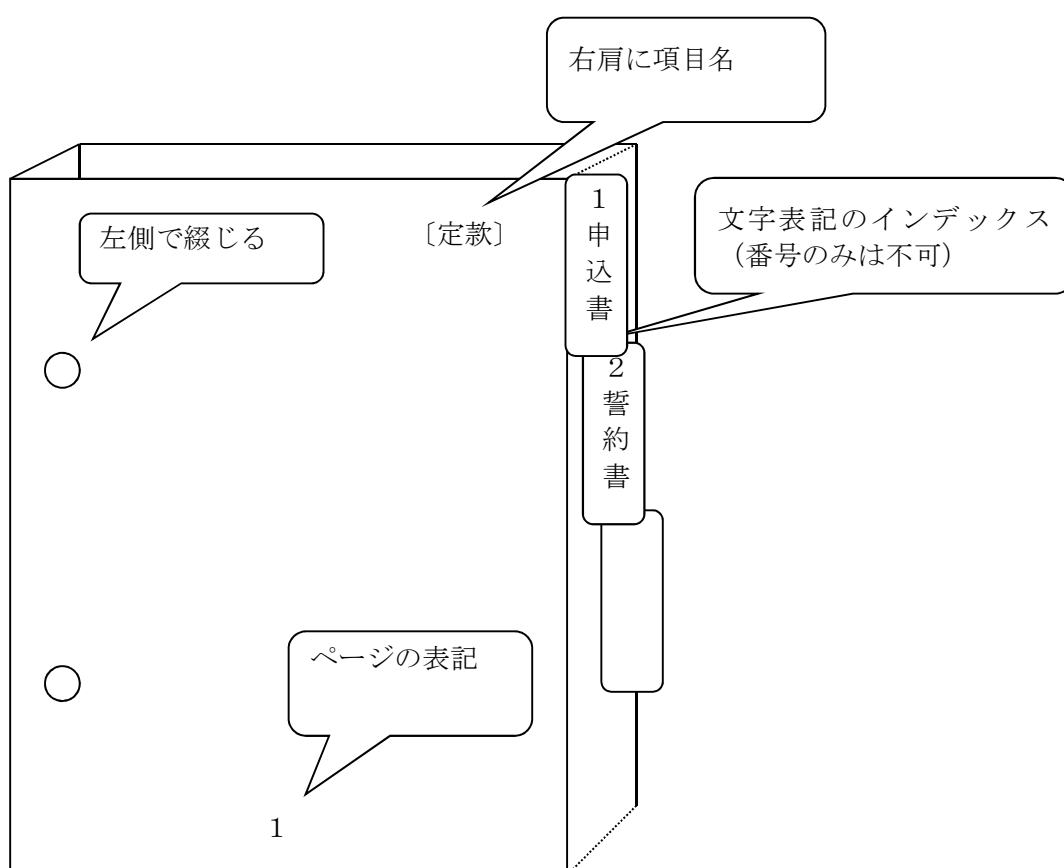 右肩に項目名
左側で綴じる
〔定款〕
１申込書
文字表記のインデックス
（番号のみは不可）
２誓約書
ページの表記
１